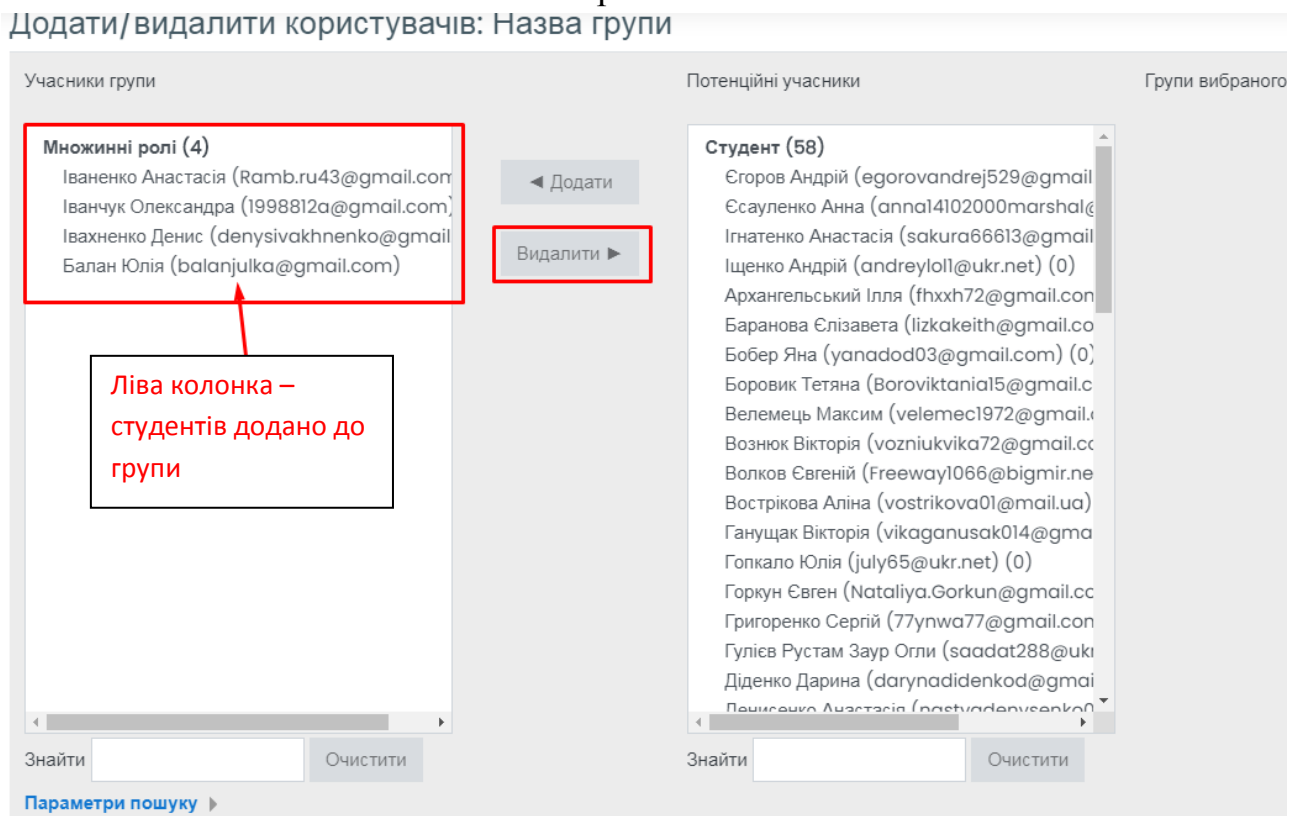 Додати/видалити користувачів: Назва групи
Учасники групи
Потенційні учасники
Групи вибраного
Множинні ролі (4)
Іваненко Анастасія (Ramb.ru43@gmail.com
Іванчук Олександра (1998812a@gmail.com)
Івахненко Денис (denysivakhnenko@gmail
Балан Юлія (balanjulka@gmail.com)
◄ Додати
Видалити ►
Ліва колонка –
студентів додано до
групи
Студент (58)
Єгоров Андрій (egorovandrej529@gmail
Єсауленко Анна (anna14102000marshal@
Ігнатенко Анастасія (sakura66613@gmail
Іщенко Андрій (andreylol1@ukr.net) (0)
Архангельський Ілля (fhxxh72@gmail.com
Баранова Єлізавета (lizkakeith@gmail.co
Бобер Яна (yanadod03@gmail.com) (0)
Боровик Тетяна (Boroviktania15@gmail.c
Велемець Максим (velemec1972@gmail.
Вознюк Вікторія (vozniukvika72@gmail.co
Волков Євгеній (Freeway1066@bigmir.ne
Вострікова Аліна (vostrikova01@mail.ua)
Ганущак Вікторія (vikaganusak014@gma
Гопкало Юлія (july65@ukr.net) (0)
Горкун Євген (Nataliya.Gorkun@gmail.co
Григоренко Сергій (77ynwa77@gmail.com
Гулієв Рустам Заур Огли (saadat288@ukr
Діденко Дарина (darynadidenkod@gmai
Денисенко Анастасія (nastyadenysenko0
Знайти
Очистити
Знайти
Очистити
Параметри пошуку